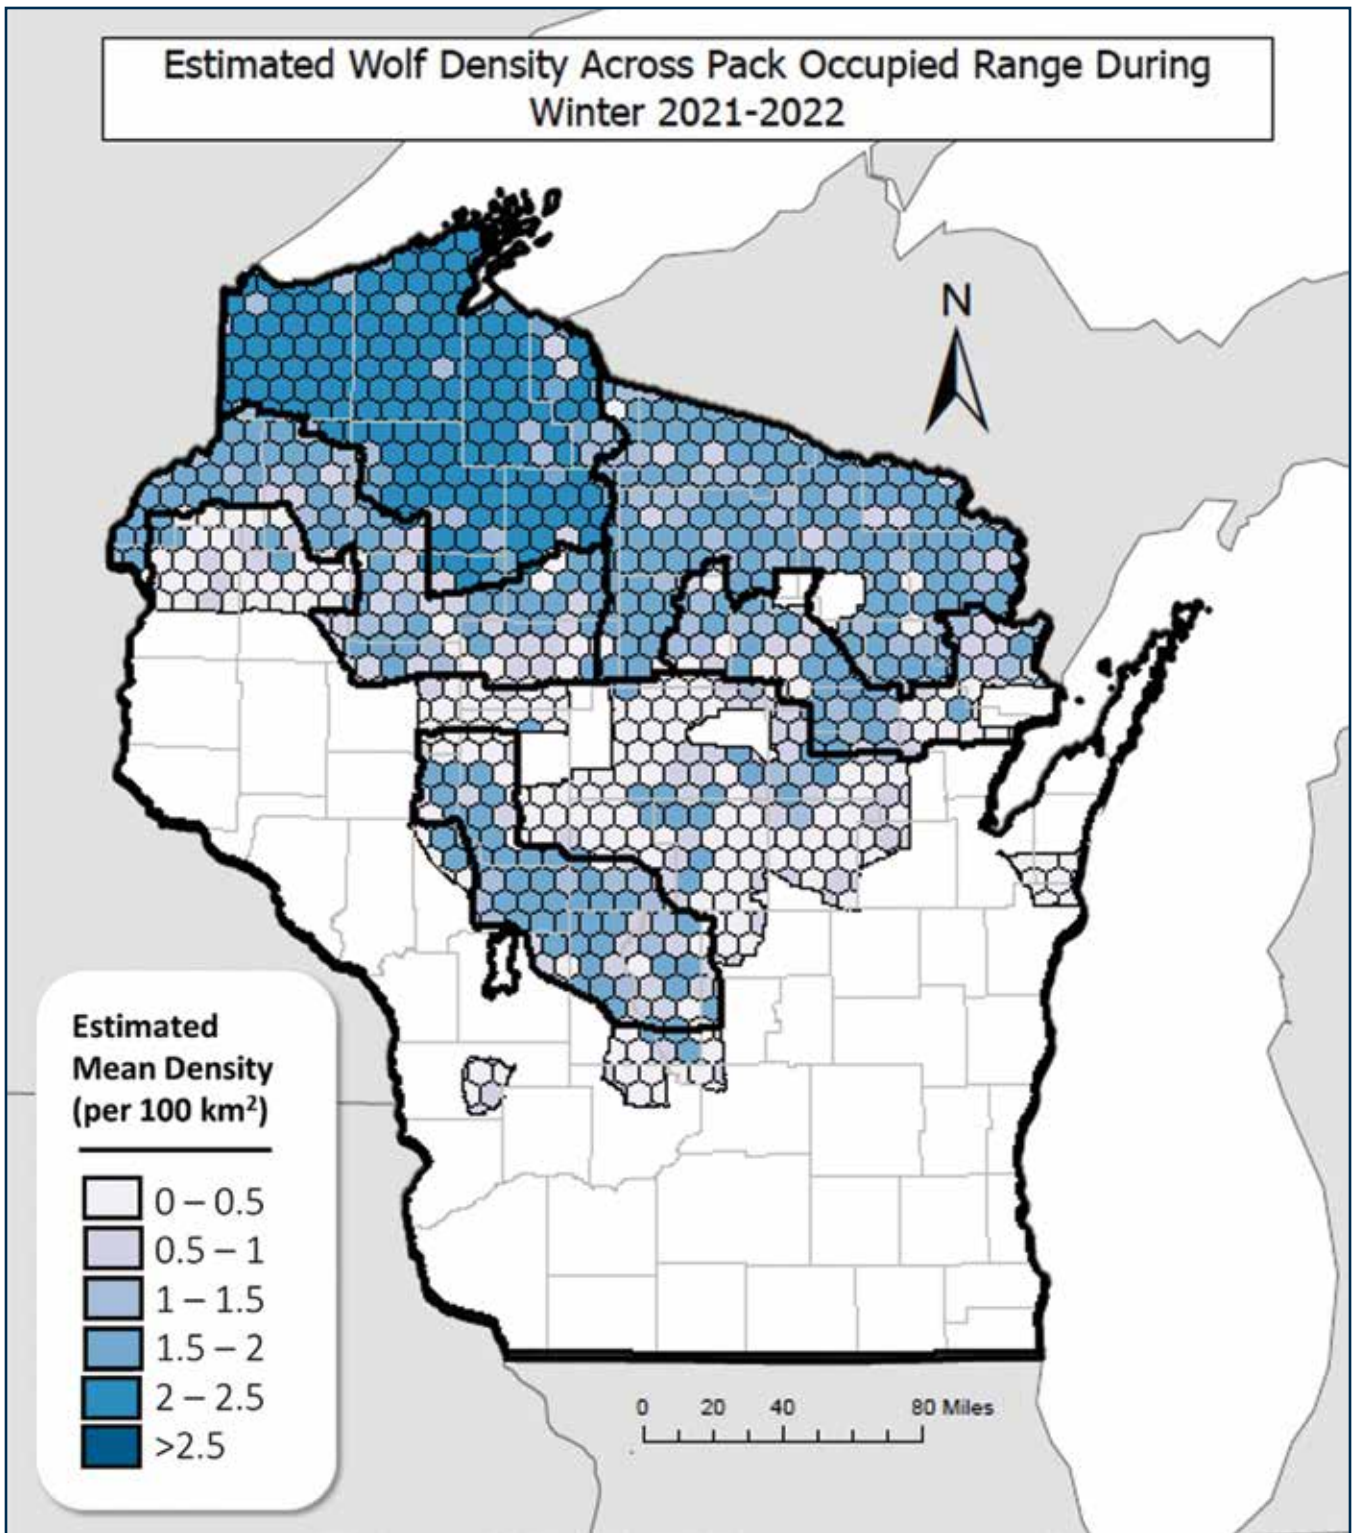 Estimated Wolf Density Across Pack Occupied Range During
Winter 2021-2022
N
Estimated
Mean Density
(per 100 km²)
0 – 0.5
0.5 – 1
1 – 1.5
1.5 – 2
2 – 2.5
>2.5
0 20 40 80 Miles